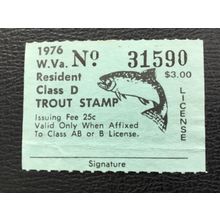 1976 No 31590
W.Va.
Resident $3.00
Class D
TROUT STAMP
Issuing Fee 25c
Valid Only When Affixed
To Class AB or B License.
LICENSE
Signature